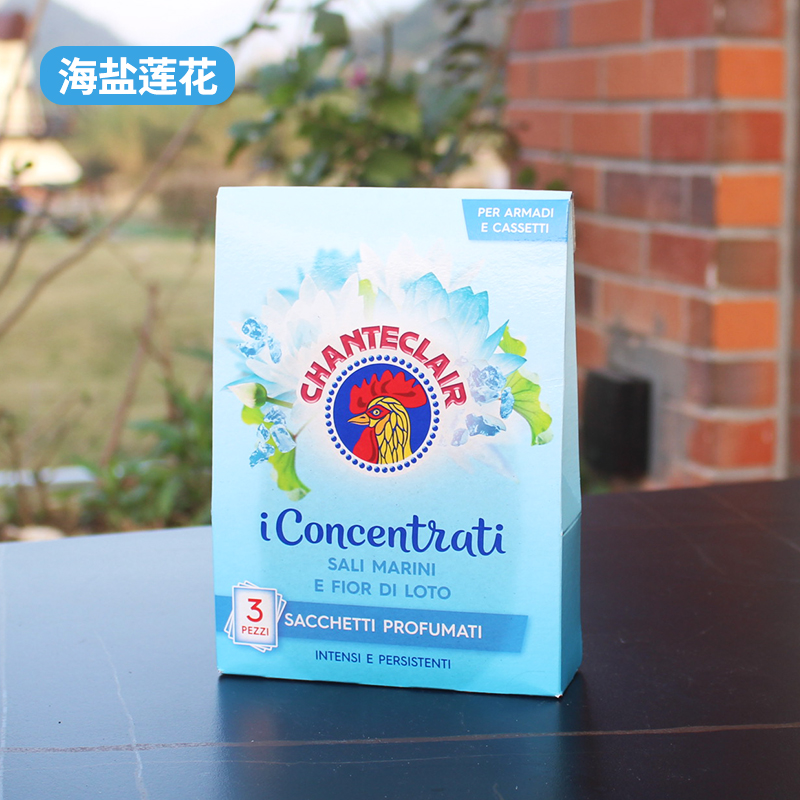 海盐莲花
PER ARMADI
E CASSETTI
CHANTECLAIR
i Concentrati
SALI MARINI
E FIOR DI LOTO
3
PEZZI
SACCHETTI PROFUMATI
INTENSI E PERSISTENTI